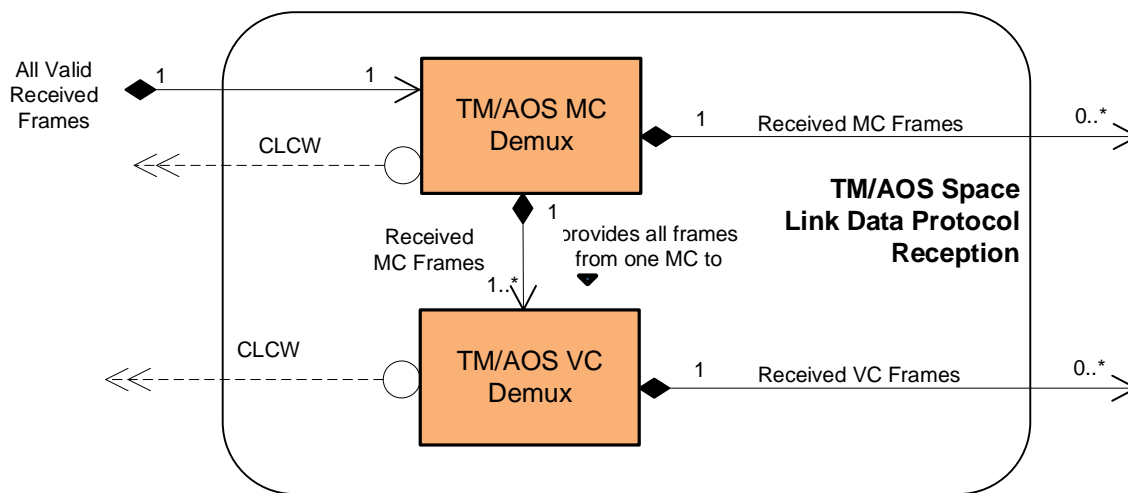 All Valid
Received
Frames
1
1
TM/AOS MC
Demux
1
Received MC Frames
0..*
CLCW
TM/AOS Space
Link Data Protocol
Reception
1
Received
MC Frames
provides all frames
from one MC to
1..*
CLCW
TM/AOS VC
Demux
1
Received VC Frames
0..*